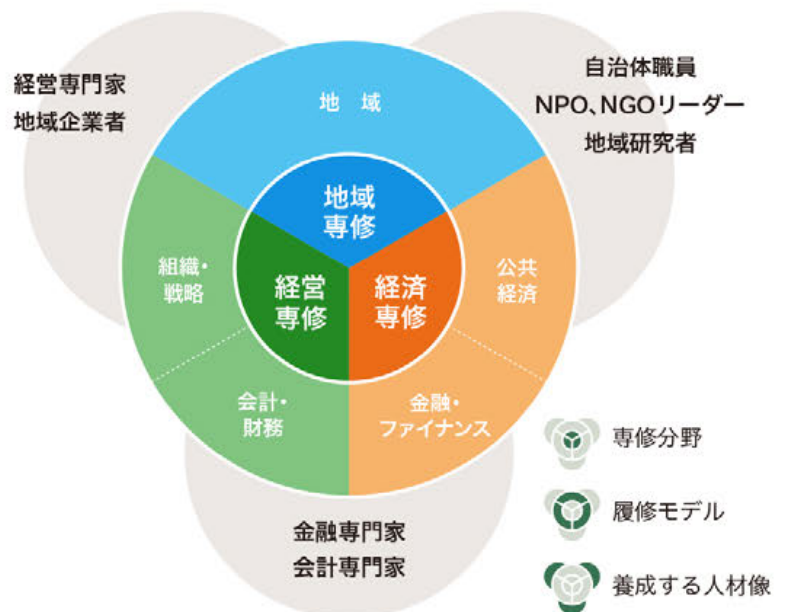 経営専門家
地域企業者
自治体職員
NPO、NGOリーダー
地域研究者
地 域
地域
専修
組織・
戦略
経営
専修
経済
専修
公共
経済
会計・
財務
金融・
ファイナンス
金融専門家
会計専門家
専修分野
履修モデル
養成する人材像